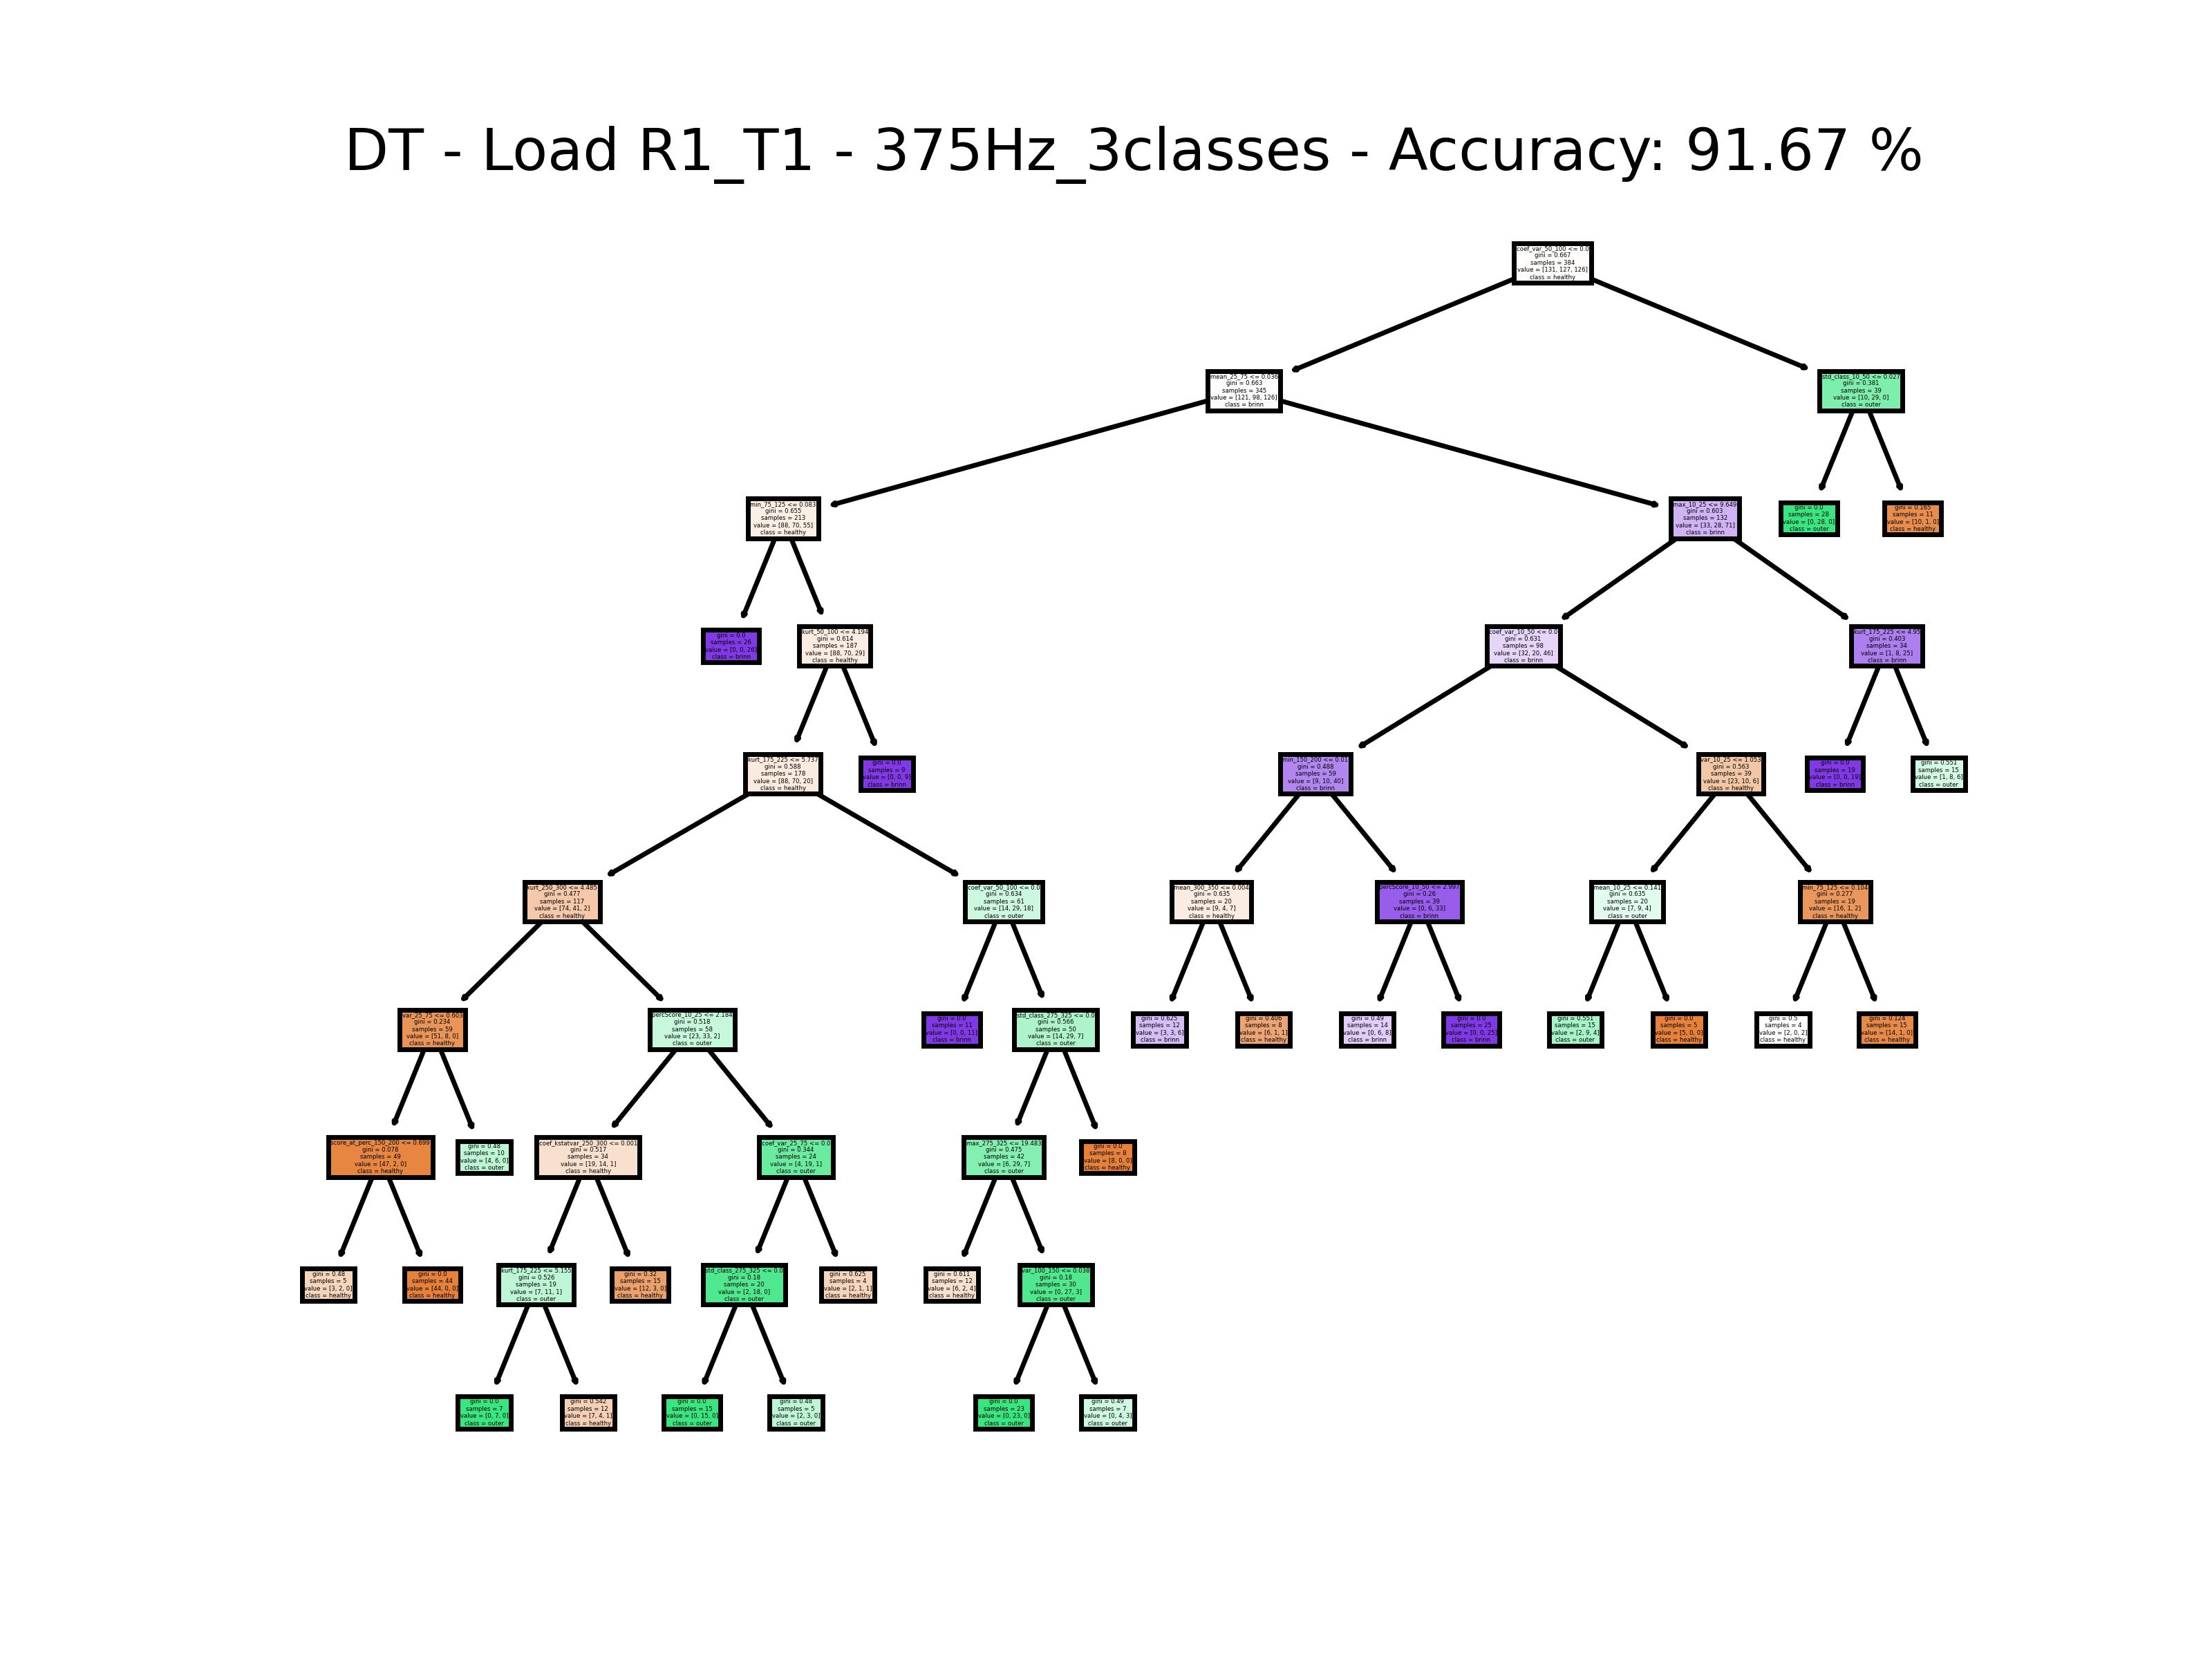 DT - Load R1_T1 - 375Hz_3classes - Accuracy: 91.67 %
coef_var_50_100 <= 0.0
gini = 0.667
samples = 384
value = [131, 127, 126]
class = healthy
mean_25_75 <= 0.036
gini = 0.663
samples = 345
value = [121, 98, 126]
class = brinn
std_class_10_50 <= 0.027
gini = 0.381
samples = 39
value = [10, 29, 0]
class = outer
min_75_125 <= 0.083
gini = 0.655
samples = 213
value = [88, 70, 55]
class = healthy
max_10_25 <= 9.649
gini = 0.603
samples = 132
value = [33, 28, 71]
class = brinn
gini = 0.0
samples = 28
value = [0, 28, 0]
class = outer
gini = 0.165
samples = 11
value = [10, 1, 0]
class = healthy
gini = 0.0
samples = 26
value = [0, 0, 26]
class = brinn
kurt_50_100 <= 4.194
gini = 0.614
samples = 187
value = [88, 70, 29]
class = healthy
coef_var_10_50 <= 0.0
gini = 0.631
samples = 98
value = [32, 20, 46]
class = brinn
kurt_175_225 <= 4.95
gini = 0.403
samples = 34
value = [1, 8, 25]
class = brinn
kurt_175_225 <= 5.737
gini = 0.588
samples = 178
value = [88, 70, 20]
class = healthy
gini = 0.0
samples = 9
value = [0, 0, 9]
class = brinn
min_150_200 <= 0.01
gini = 0.488
samples = 59
value = [9, 10, 40]
class = brinn
var_10_25 <= 1.053
gini = 0.563
samples = 39
value = [23, 10, 6]
class = healthy
gini = 0.0
samples = 19
value = [0, 0, 19]
class = brinn
gini = 0.551
samples = 15
value = [1, 8, 6]
class = outer
kurt_250_300 <= 4.485
gini = 0.477
samples = 117
value = [74, 41, 2]
class = healthy
coef_var_50_100 <= 0.0
gini = 0.634
samples = 61
value = [14, 29, 18]
class = outer
mean_300_350 <= 0.004
gini = 0.635
samples = 20
value = [9, 4, 7]
class = healthy
percScore_10_50 <= 2.997
gini = 0.26
samples = 39
value = [0, 6, 33]
class = brinn
mean_10_25 <= 0.141
gini = 0.635
samples = 20
value = [7, 9, 4]
class = outer
min_75_125 <= 0.104
gini = 0.277
samples = 19
value = [16, 1, 2]
class = healthy
var_25_75 <= 0.603
gini = 0.234
samples = 59
value = [51, 8, 0]
class = healthy
percScore_10_25 <= 2.184
gini = 0.518
samples = 58
value = [23, 33, 2]
class = outer
gini = 0.0
samples = 11
value = [0, 0, 11]
class = brinn
std_class_275_325 <= 0.0
gini = 0.566
samples = 50
value = [14, 29, 7]
class = outer
gini = 0.625
samples = 12
value = [3, 3, 6]
class = brinn
gini = 0.406
samples = 8
value = [6, 1, 1]
class = healthy
gini = 0.49
samples = 14
value = [0, 6, 8]
class = brinn
gini = 0.0
samples = 25
value = [0, 0, 25]
class = brinn
gini = 0.551
samples = 15
value = [2, 9, 4]
class = outer
gini = 0.0
samples = 5
value = [5, 0, 0]
class = healthy
gini = 0.5
samples = 4
value = [2, 0, 2]
class = healthy
gini = 0.124
samples = 15
value = [14, 1, 0]
class = healthy
score_at_perc_150_200 <= 0.699
gini = 0.078
samples = 49
value = [47, 2, 0]
class = healthy
gini = 0.48
samples = 10
value = [4, 6, 0]
class = outer
coef_kstatvar_250_300 <= 0.001
gini = 0.517
samples = 34
value = [19, 14, 1]
class = healthy
coef_var_25_75 <= 0.0
gini = 0.344
samples = 24
value = [4, 19, 1]
class = outer
max_275_325 <= 19.483
gini = 0.475
samples = 42
value = [6, 29, 7]
class = outer
gini = 0.0
samples = 8
value = [8, 0, 0]
class = healthy
gini = 0.48
samples = 5
value = [3, 2, 0]
class = healthy
gini = 0.0
samples = 44
value = [44, 0, 0]
class = healthy
kurt_175_225 <= 5.155
gini = 0.526
samples = 19
value = [7, 11, 1]
class = outer
gini = 0.32
samples = 15
value = [12, 3, 0]
class = healthy
std_class_275_325 <= 0.0
gini = 0.18
samples = 20
value = [2, 18, 0]
class = outer
gini = 0.625
samples = 4
value = [2, 1, 1]
class = healthy
gini = 0.611
samples = 12
value = [6, 2, 4]
class = healthy
var_100_150 <= 0.038
gini = 0.18
samples = 30
value = [0, 27, 3]
class = outer
gini = 0.0
samples = 7
value = [0, 7, 0]
class = outer
gini = 0.542
samples = 12
value = [7, 4, 1]
class = healthy
gini = 0.0
samples = 15
value = [0, 15, 0]
class = outer
gini = 0.48
samples = 5
value = [2, 3, 0]
class = outer
gini = 0.0
samples = 23
value = [0, 23, 0]
class = outer
gini = 0.49
samples = 7
value = [0, 4, 3]
class = outer